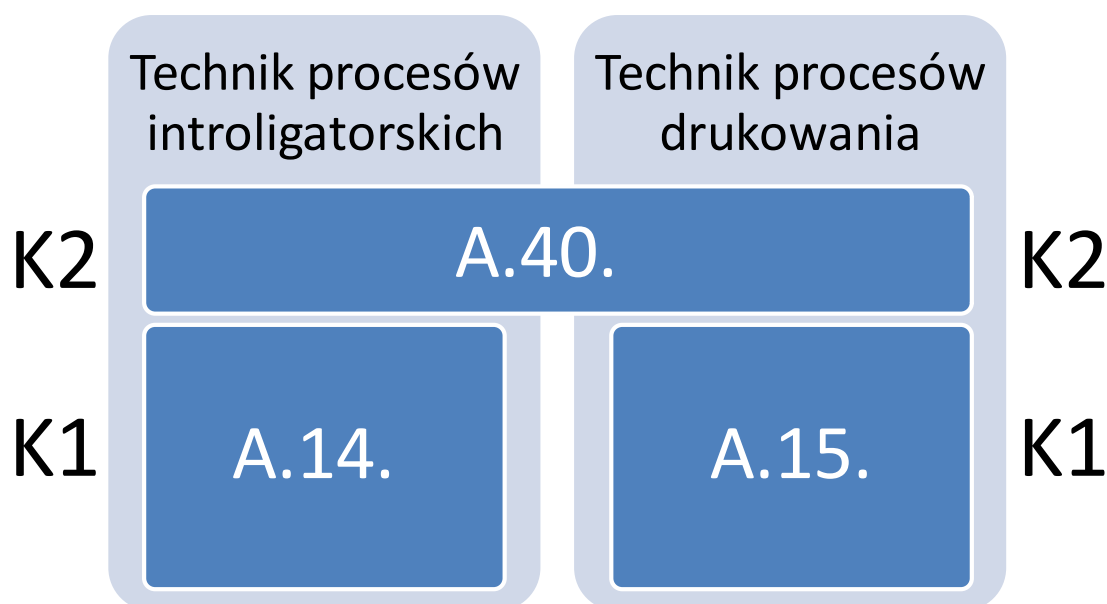 Technik procesów
introligatorskich
Technik procesów
drukowania
K2
A.40.
K2
K1
A.14.
A.15.
K1